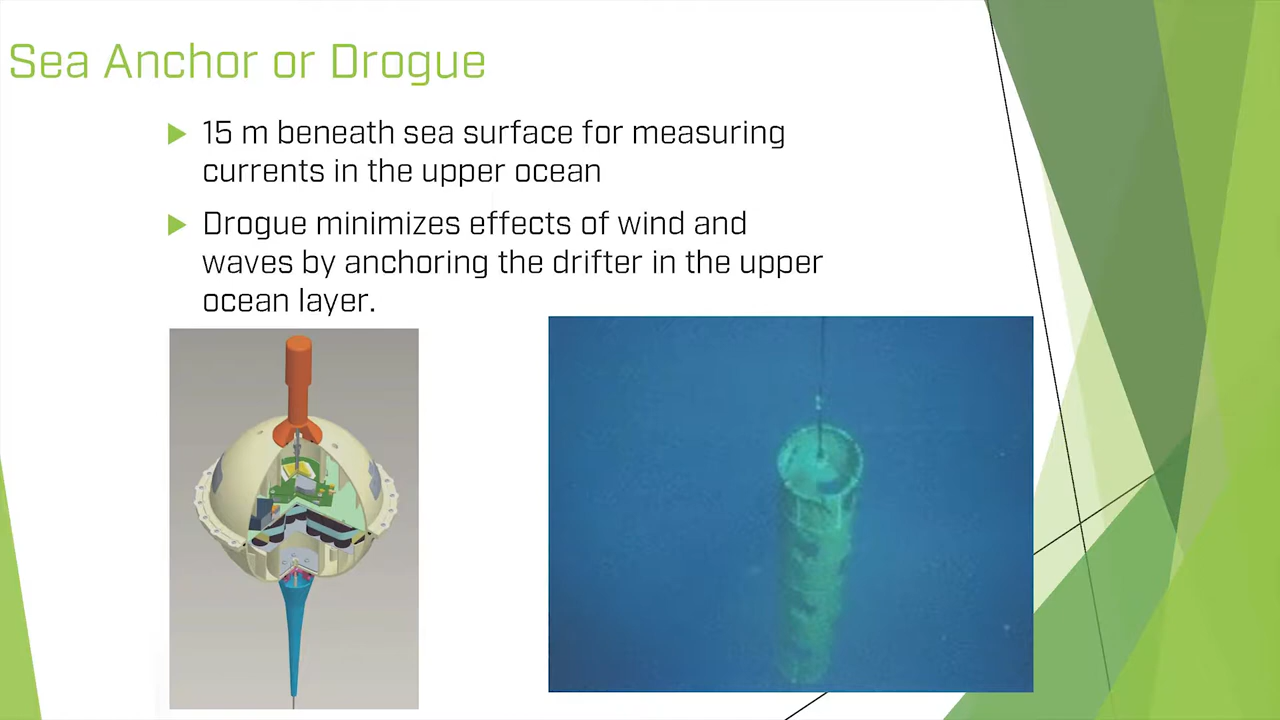 Sea Anchor or Drogue
15 m beneath sea surface for measuring
currents in the upper ocean
Drogue minimizes effects of wind and
waves by anchoring the drifter in the upper
ocean layer.